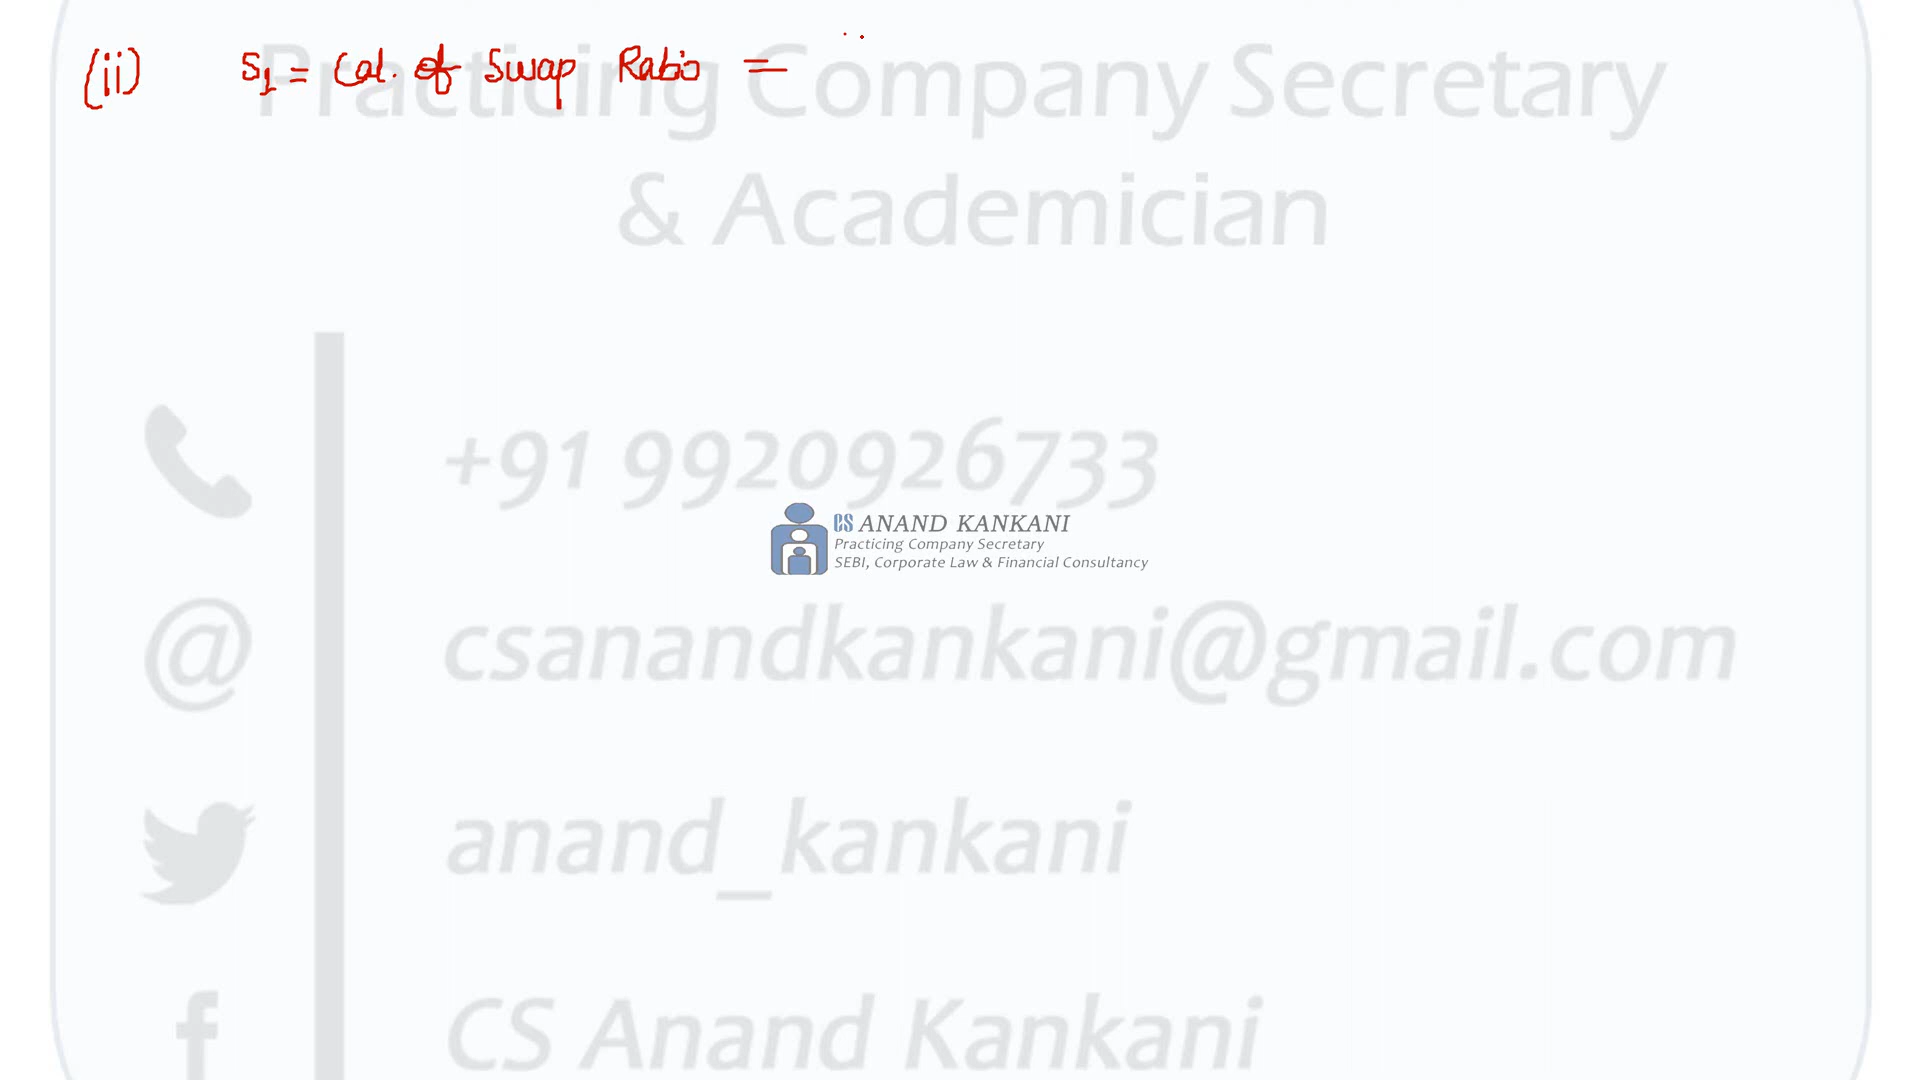 (ii) S1 = Cal. of Swap Ratio =
Practicing Company Secretary
& Academician
+91 9920926733
CS ANAND KANKANI
Practicing Company Secretary
SEBI, Corporate Law & Financial Consultancy
csanandkankani@gmail.com
anand_kankani
CS Anand Kankani